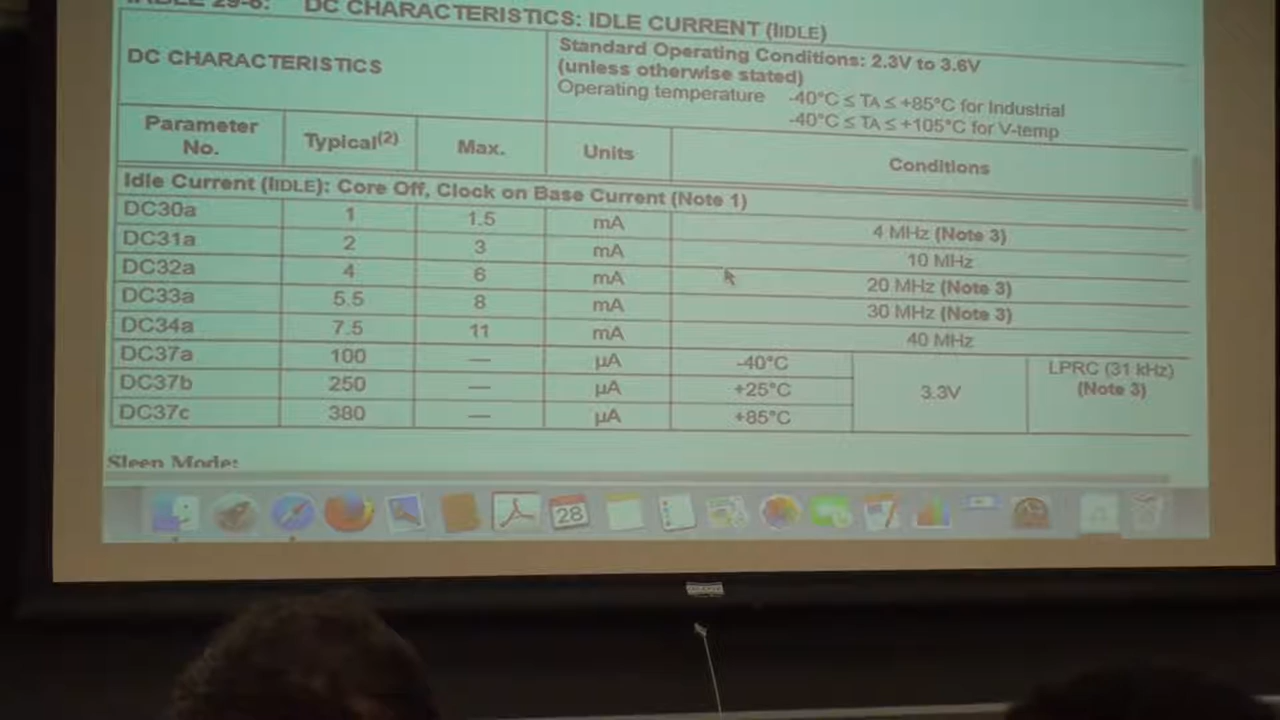 DC CHARACTERISTICS: IDLE CURRENT (IIDLE)
DC CHARACTERISTICS
Standard Operating Conditions: 2.3V to 3.6V
(unless otherwise stated)
Operating temperature -40°C ≤ TA ≤ +85°C for Industrial
-40°C ≤ TA ≤ +105°C for V-temp
Parameter No. Typical(2) Max. Units Conditions
Idle Current (IIDLE): Core Off, Clock on Base Current (Note 1)
DC30a 1 1.5 mA 4 MHz (Note 3)
DC31a 2 3 mA 10 MHz
DC32a 4 6 mA 20 MHz (Note 3)
DC33a 5.5 8 mA 30 MHz (Note 3)
DC34a 7.5 11 mA 40 MHz
DC37a 100 — µA -40°C 3.3V LPRC (31 kHz) (Note 3)
DC37b 250 — µA +25°C
DC37c 380 — µA +85°C
Sleep Mode:
28